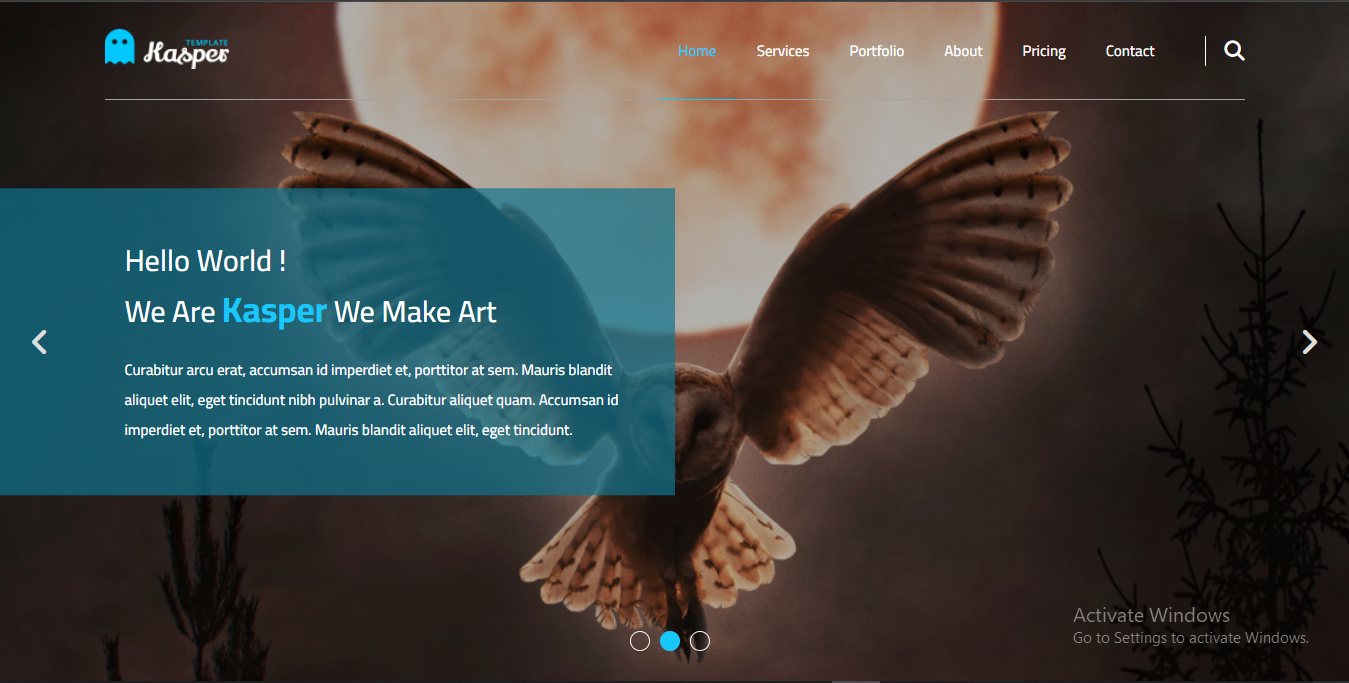 TEMPLATE
Kasper
Home Services Portfolio About Pricing Contact
Hello World !
We Are Kasper We Make Art
Curabitur arcu erat, accumsan id imperdiet et, porttitor at sem. Mauris blandit
aliquet elit, eget tincidunt nibh pulvinar a. Curabitur aliquet quam. Accumsan id
imperdiet et, porttitor at sem. Mauris blandit aliquet elit, eget tincidunt.
Activate Windows
Go to Settings to activate Windows.